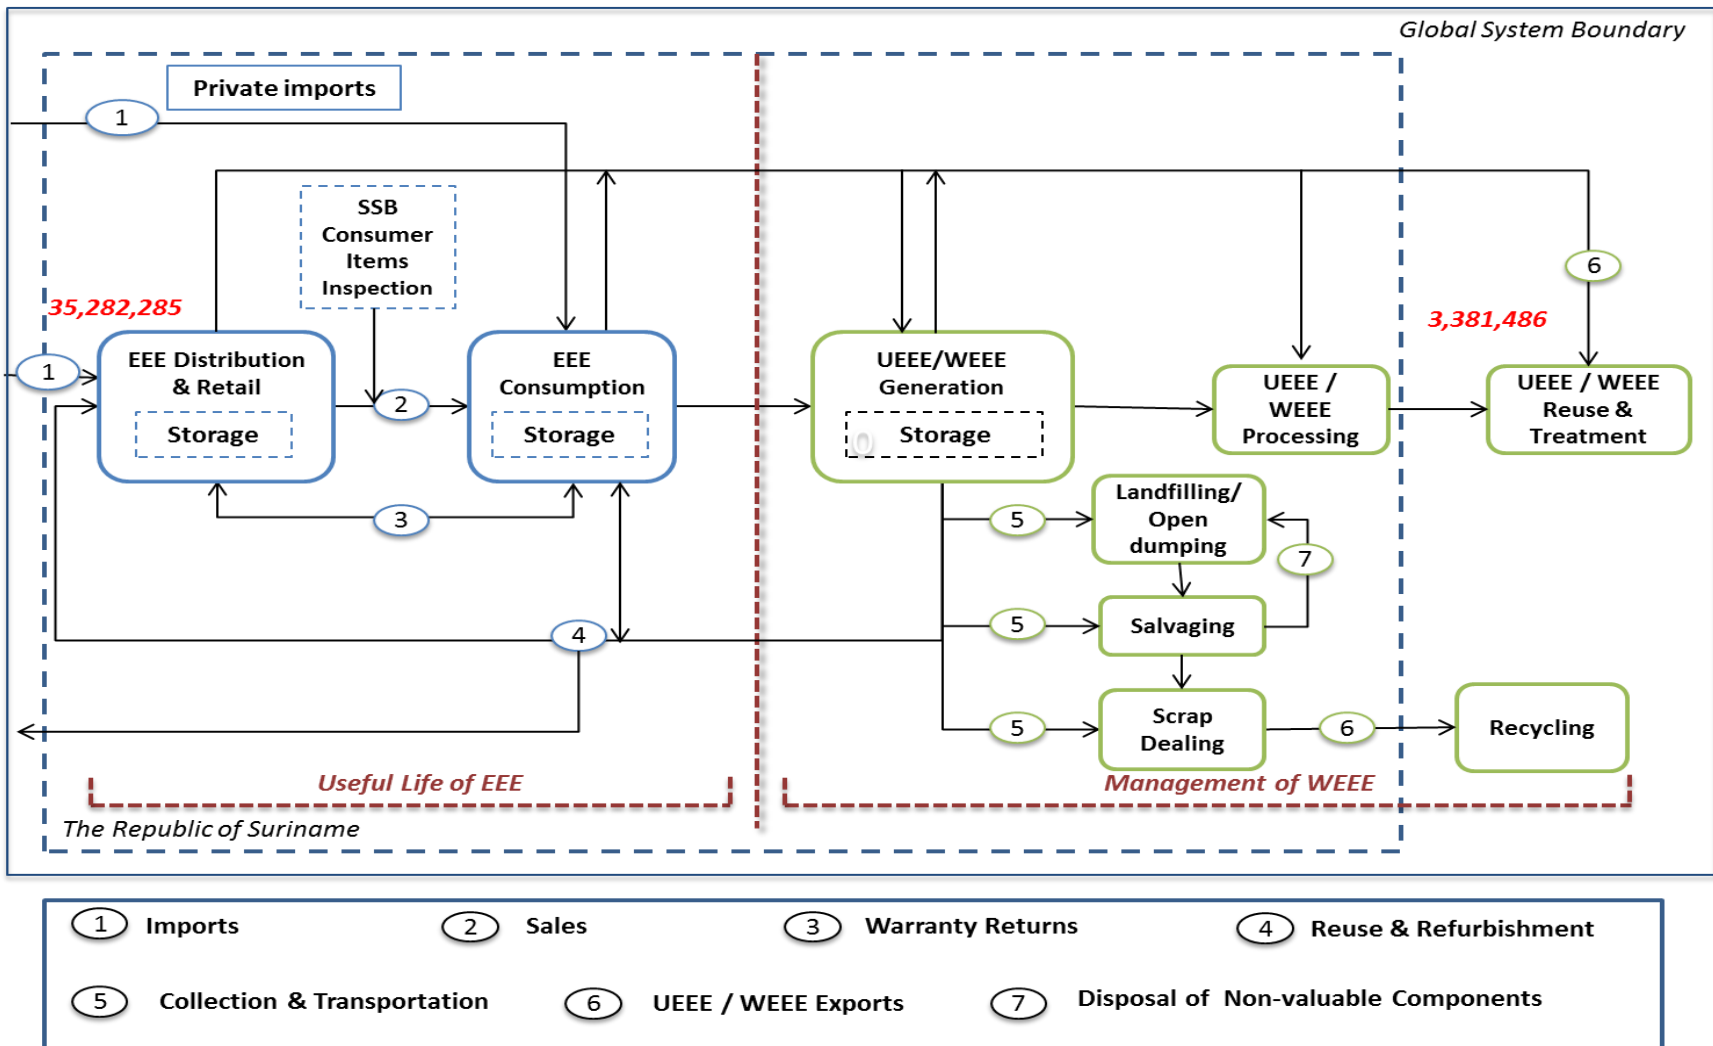 Global System Boundary
Private imports
1
SSB
Consumer
Items
Inspection
6
35,282,285
3,381,486
1
EEE Distribution
& Retail
Storage
2
EEE
Consumption
Storage
UEEE/WEEE
Generation
0
Storage
UEEE /
WEEE
Processing
UEEE / WEEE
Reuse &
Treatment
3
5
Landfilling/
Open
dumping
7
4
5
Salvaging
5
Scrap
Dealing
6
Recycling
Useful Life of EEE
Management of WEEE
The Republic of Suriname
1 Imports
2 Sales
3 Warranty Returns
4 Reuse & Refurbishment
5 Collection & Transportation
6 UEEE / WEEE Exports
7 Disposal of Non-valuable Components